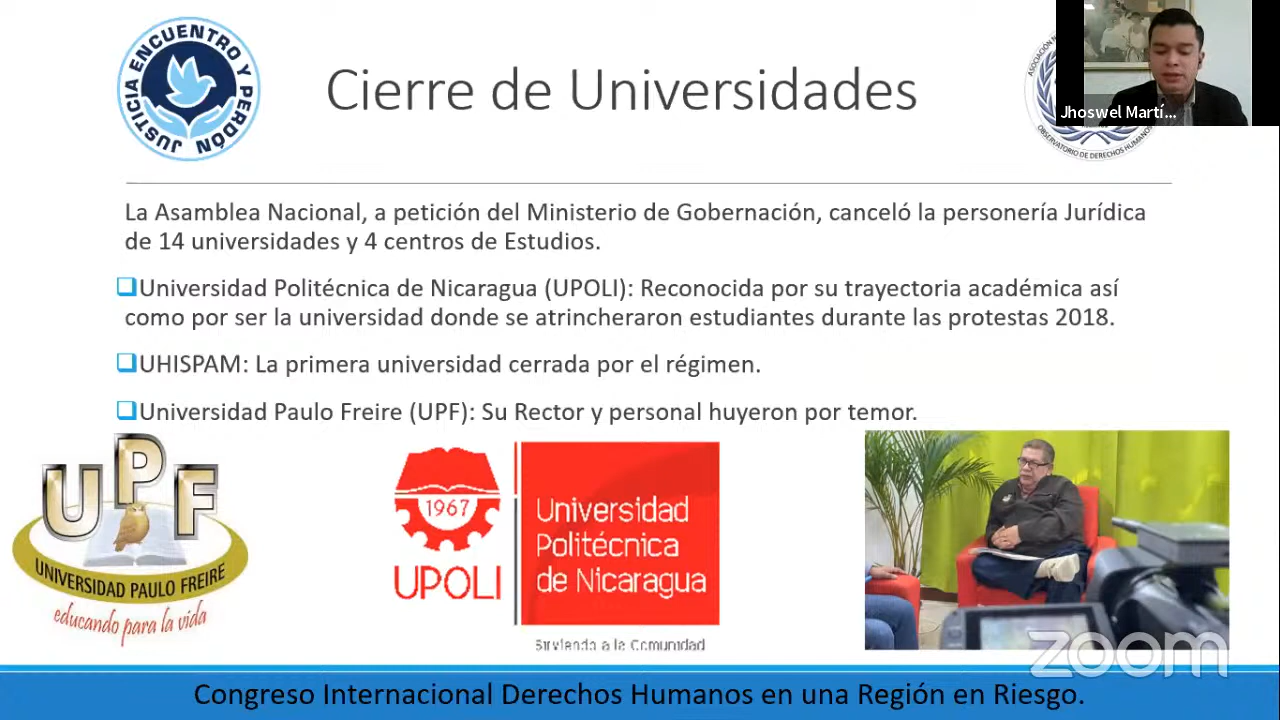 JUSTICIA ENCUENTRO Y PERDÓN
Cierre de Universidades
Jhoswel Martí...
OBSERVATORIO DE DERECHOS HUMANOS
La Asamblea Nacional, a petición del Ministerio de Gobernación, canceló la personería Jurídica
de 14 universidades y 4 centros de Estudios.
Universidad Politécnica de Nicaragua (UPOLI): Reconocida por su trayectoria académica así
como por ser la universidad donde se atrincheraron estudiantes durante las protestas 2018.
UHISPAM: La primera universidad cerrada por el régimen.
Universidad Paulo Freire (UPF): Su Rector y personal huyeron por temor.
UPF
UNIVERSIDAD PAULO FREIRE
educando para la vida
1967
UPOLI
Universidad
Politécnica
de Nicaragua
Sirviendo a la Comunidad
zoom
Congreso Internacional Derechos Humanos en una Región en Riesgo.